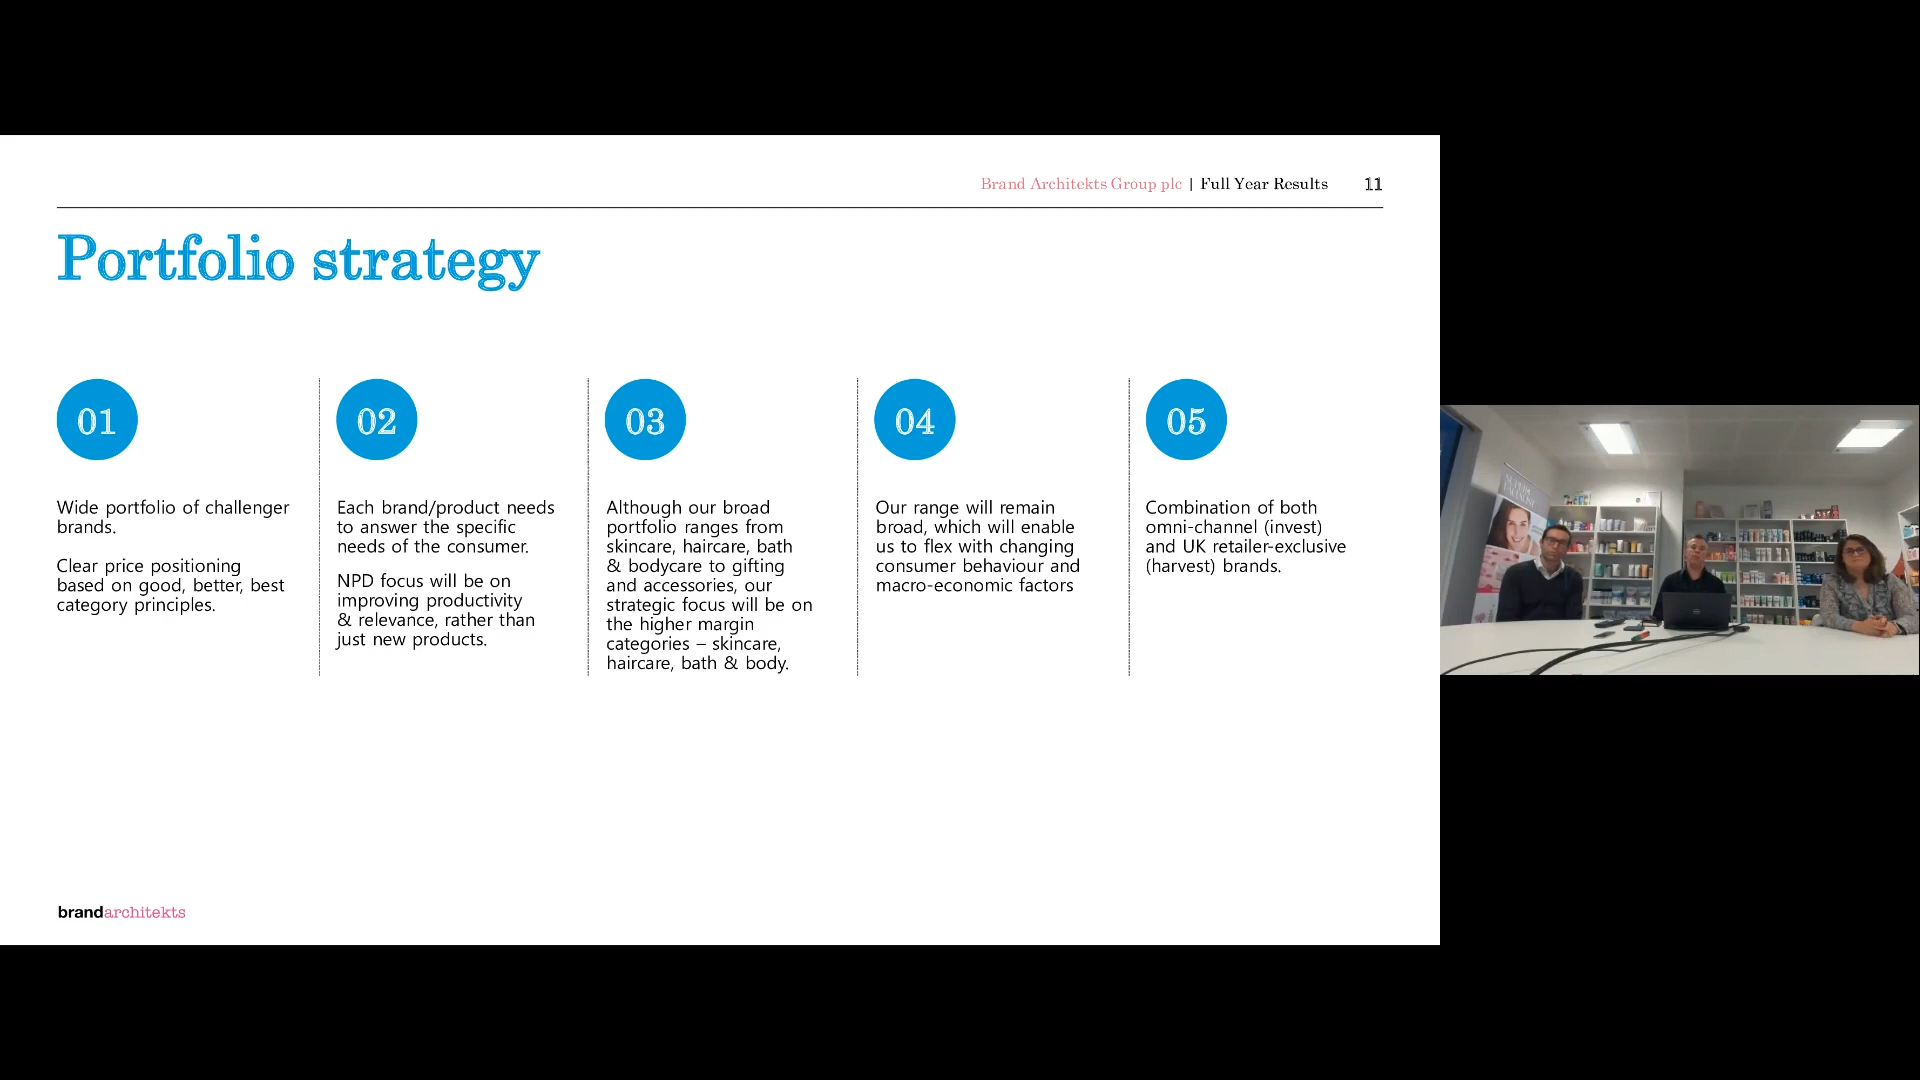 Brand Architekts Group plc | Full Year Results 11
Portfolio strategy
01
Wide portfolio of challenger
brands.
Clear price positioning
based on good, better, best
category principles.
02
Each brand/product needs
to answer the specific
needs of the consumer.
NPD focus will be on
improving productivity
& relevance, rather than
just new products.
03
Although our broad
portfolio ranges from
skincare, haircare, bath
& bodycare to gifting
and accessories, our
strategic focus will be on
the higher margin
categories – skincare,
haircare, bath & body.
04
Our range will remain
broad, which will enable
us to flex with changing
consumer behaviour and
macro-economic factors
05
Combination of both
omni-channel (invest)
and UK retailer-exclusive
(harvest) brands.
brandarchitekts